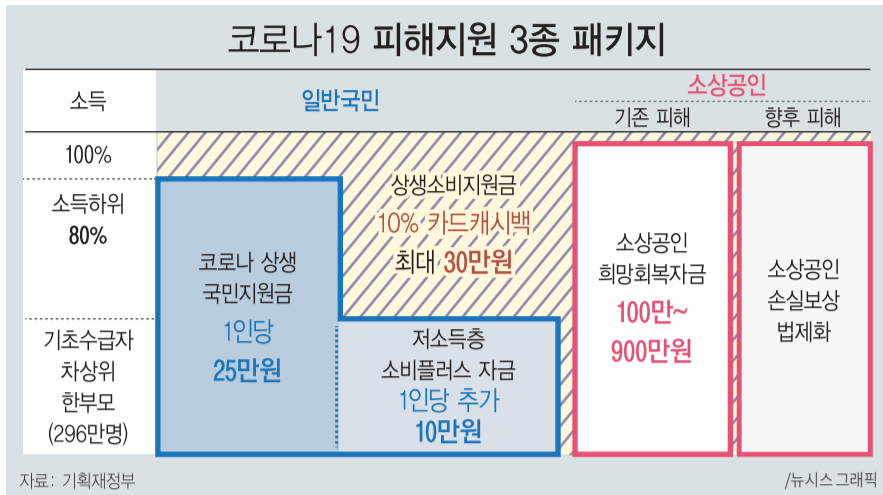 코로나19 피해지원 3종 패키지
소득
일반국민
소상공인
기존 피해
향후 피해
100%
소득하위
80%
기초수급자
차상위
한부모
(296만명)
코로나 상생
국민지원금
1인당
25만원
상생소비지원금
10% 카드캐시백
최대 30만원
저소득층
소비플러스 자금
1인당 추가
10만원
소상공인
희망회복자금
100만~
900만원
소상공인
손실보상
법제화
자료: 기획재정부
/뉴시스 그래픽